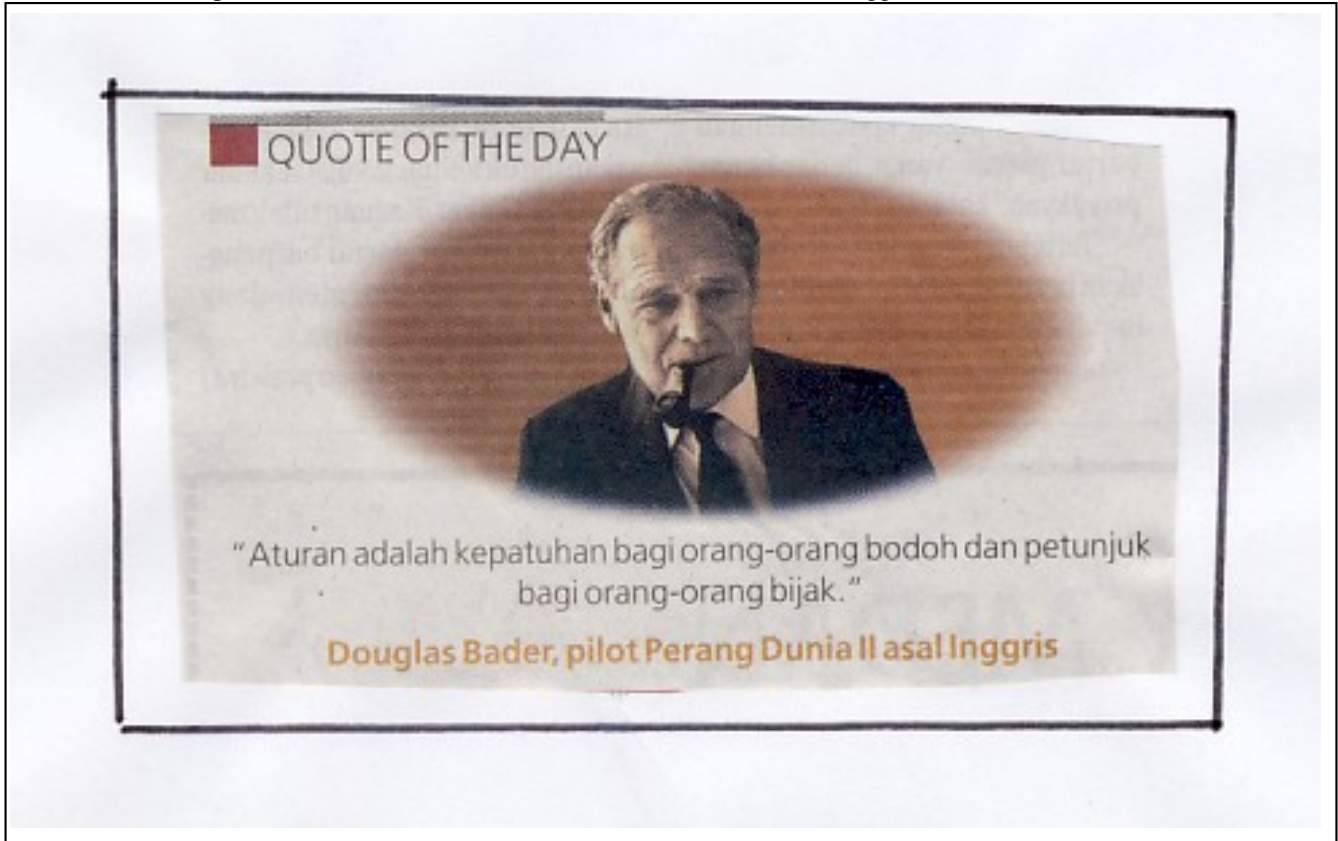 QUOTE OF THE DAY
“Aturan adalah kepatuhan bagi orang-orang bodoh dan petunjuk
bagi orang-orang bijak.”
Douglas Bader, pilot Perang Dunia II asal Inggris